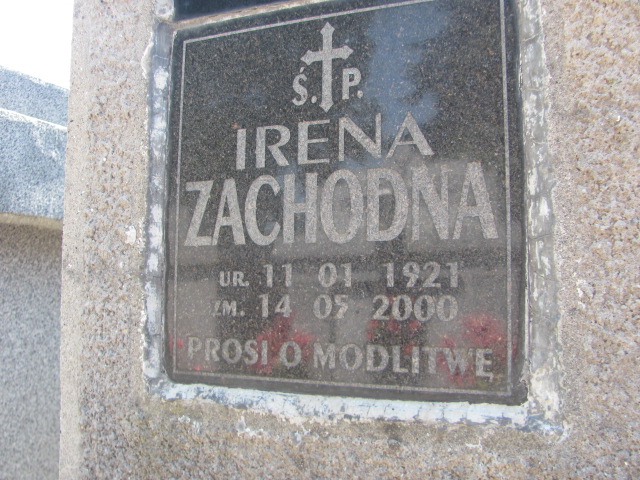 Ś. P.
IRENA
ZACHODNA
UR. 11 01 1921
ZM. 14 05 2000
PROSI O MODLITWĘ